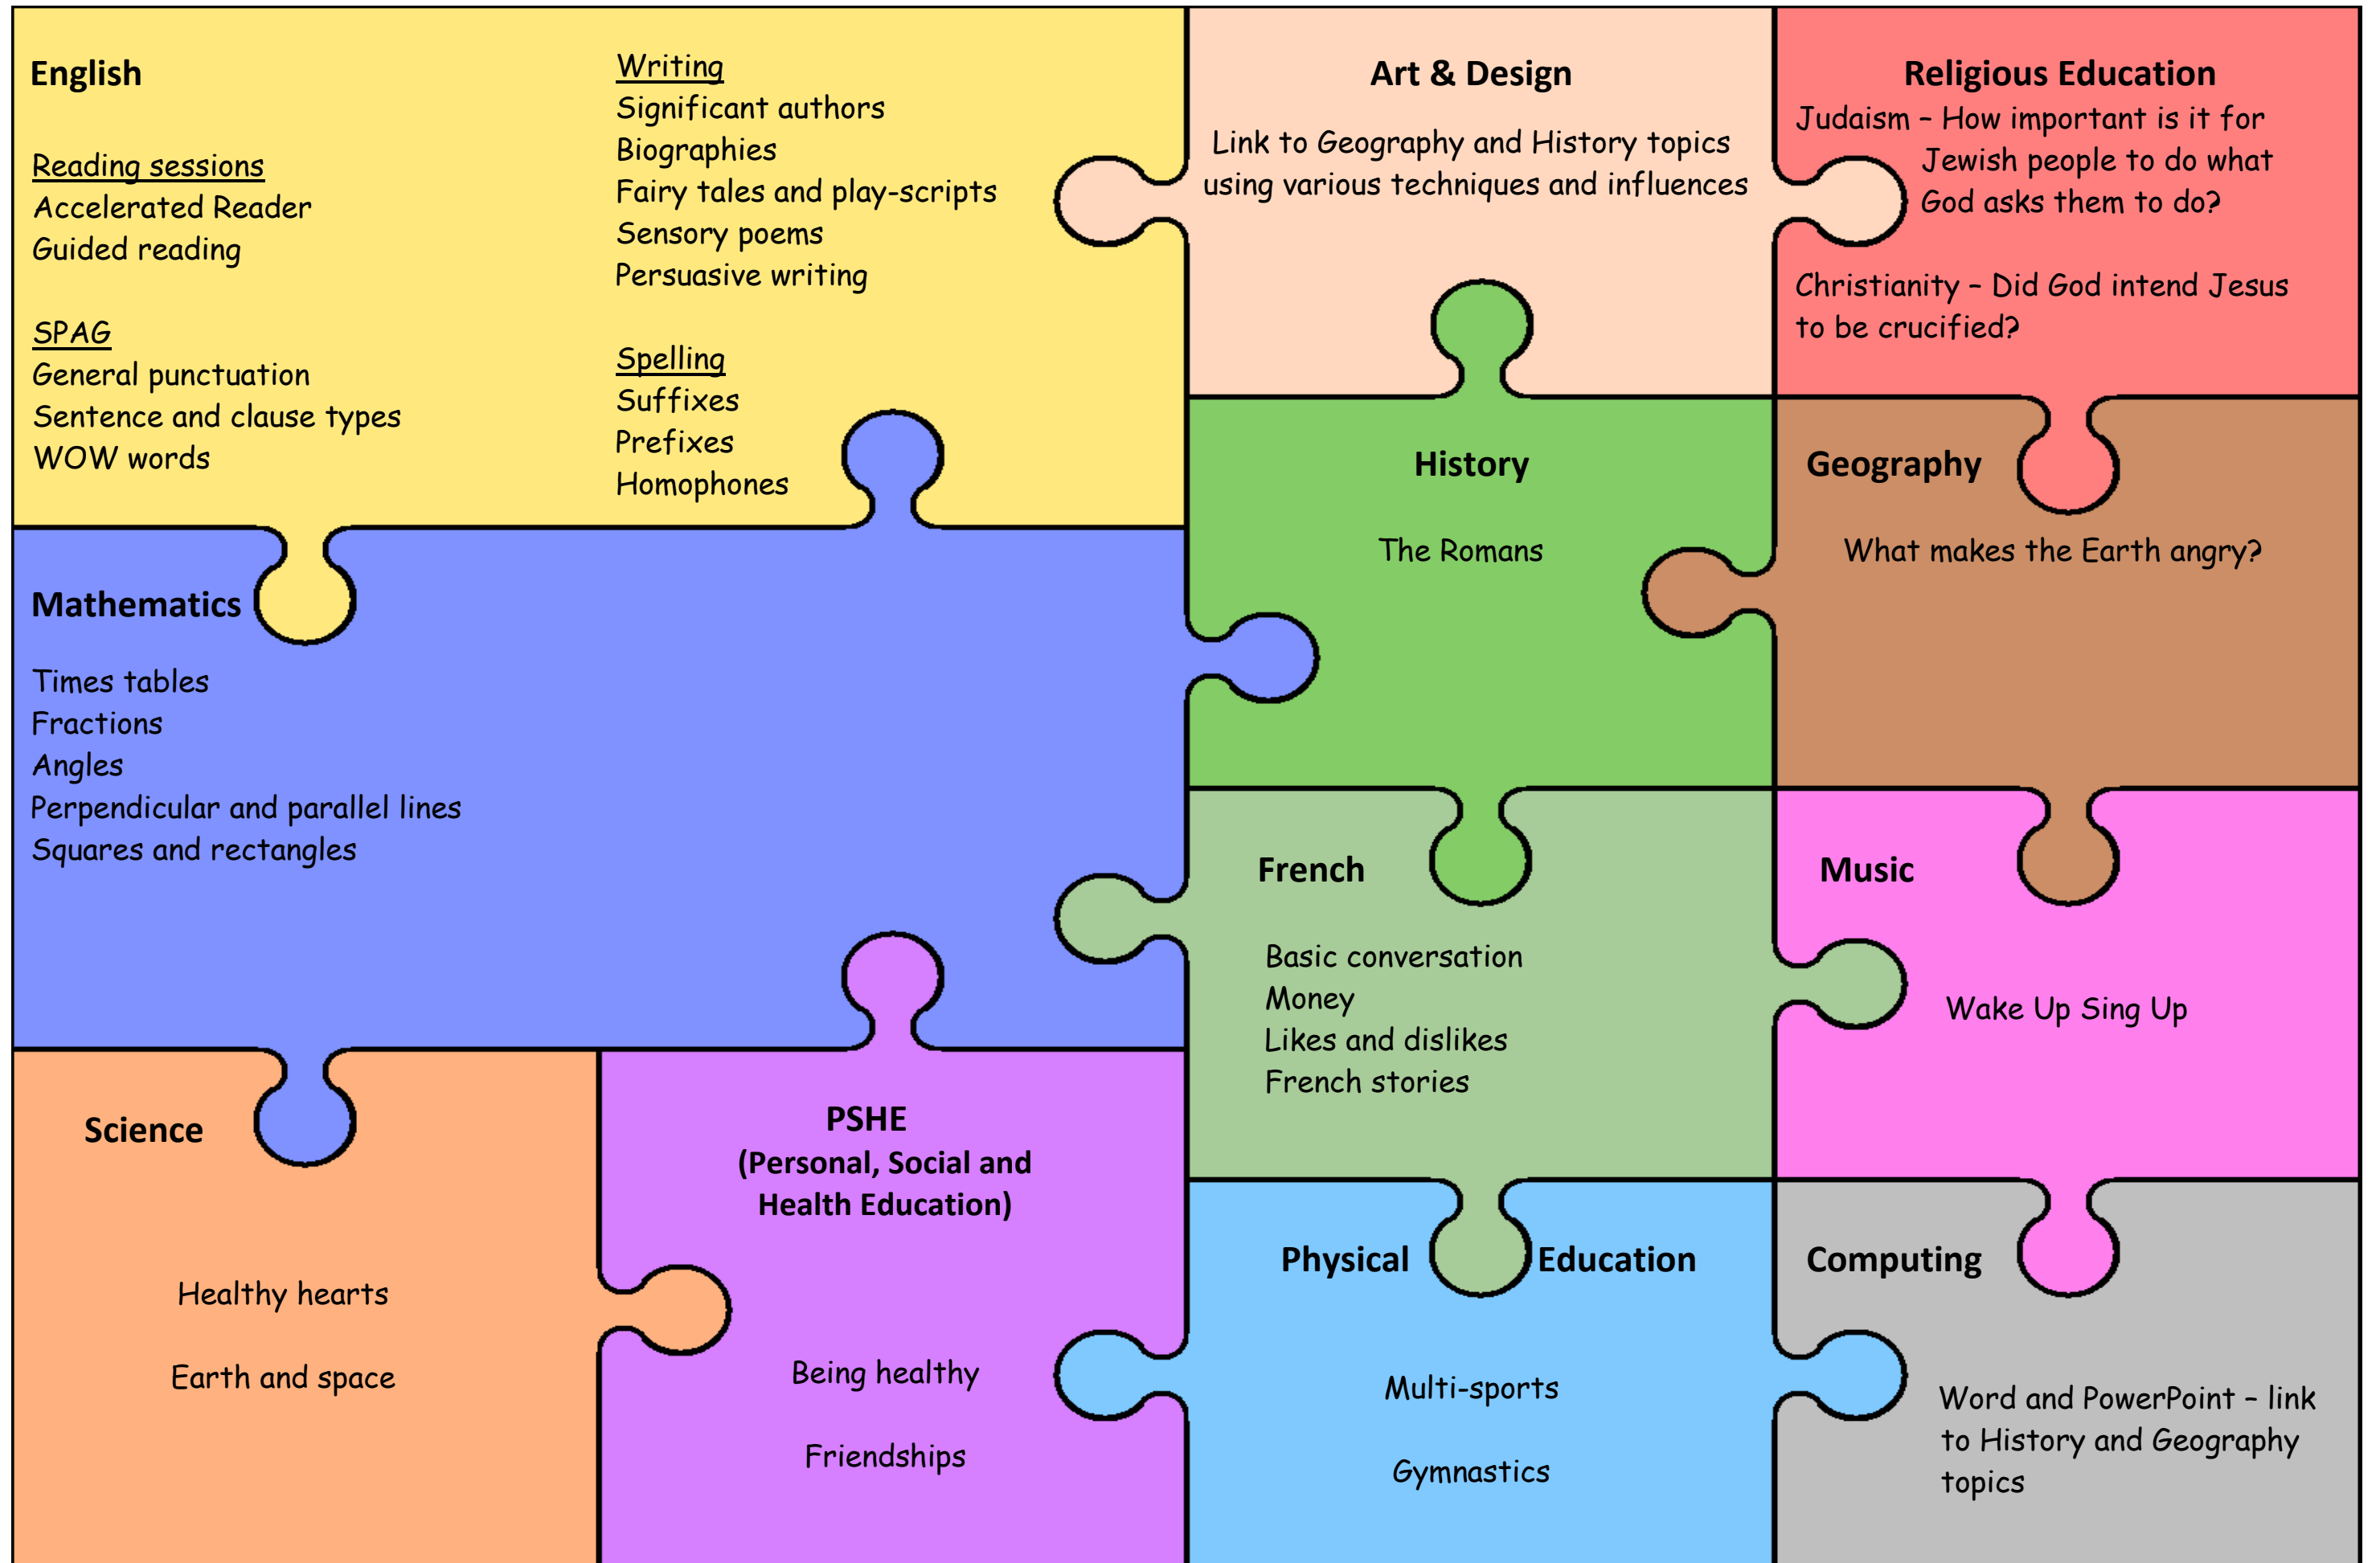 English
Reading sessions
Accelerated Reader
Guided reading
SPAG
General punctuation
Sentence and clause types
WOW words
Writing
Significant authors
Biographies
Fairy tales and play-scripts
Sensory poems
Persuasive writing
Spelling
Suffixes
Prefixes
Homophones
Art & Design
Link to Geography and History topics
using various techniques and influences
Religious Education
Judaism – How important is it for
Jewish people to do what
God asks them to do?
Christianity – Did God intend Jesus
to be crucified?
Mathematics
Times tables
Fractions
Angles
Perpendicular and parallel lines
Squares and rectangles
History
The Romans
Geography
What makes the Earth angry?
French
Basic conversation
Money
Likes and dislikes
French stories
Music
Wake Up Sing Up
Science
Healthy hearts
Earth and space
PSHE
(Personal, Social and
Health Education)
Being healthy
Friendships
Physical Education
Multi-sports
Gymnastics
Computing
Word and PowerPoint – link
to History and Geography
topics